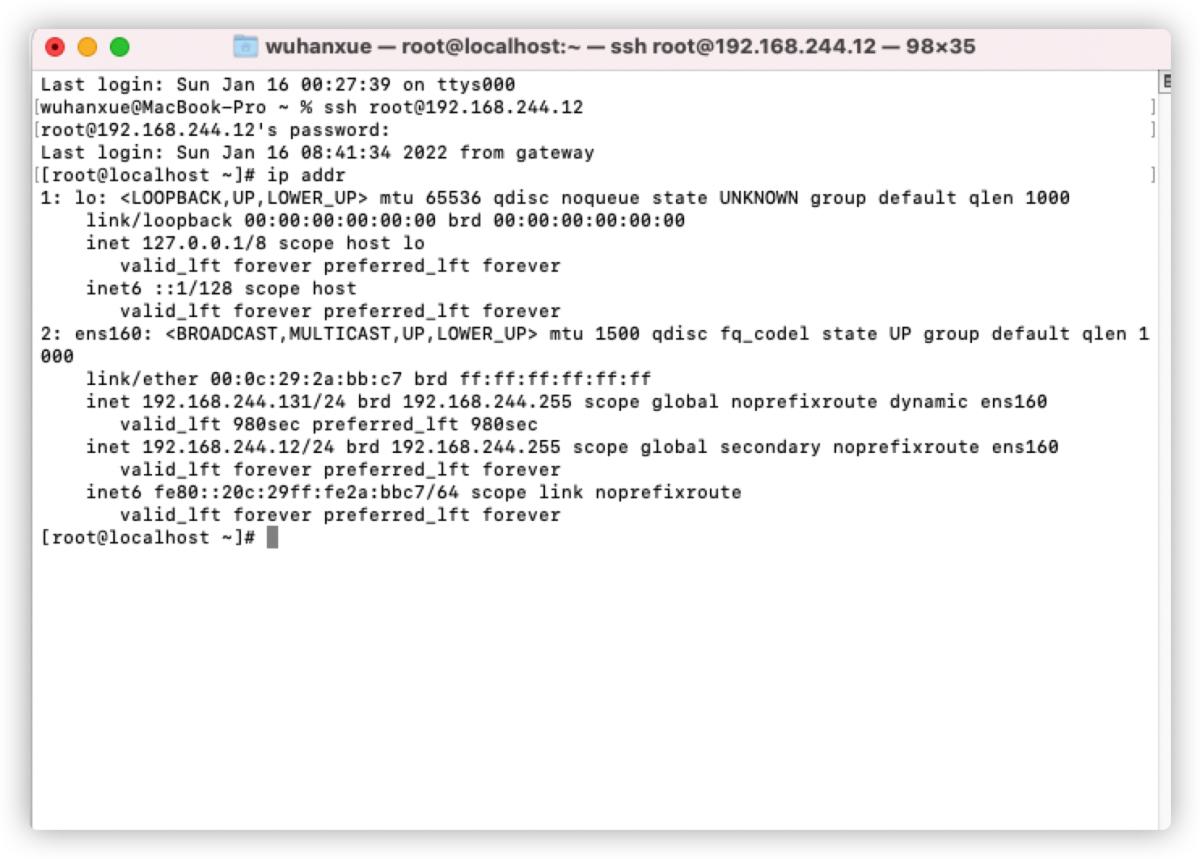 wuhanxue — root@localhost:~ — ssh root@192.168.244.12 — 98×35
Last login: Sun Jan 16 00:27:39 on ttys000
[wuhanxue@MacBook-Pro ~ % ssh root@192.168.244.12 ]
[root@192.168.244.12's password: ]
Last login: Sun Jan 16 08:41:34 2022 from gateway
[[root@localhost ~]# ip addr ]
1: lo: <LOOPBACK,UP,LOWER_UP> mtu 65536 qdisc noqueue state UNKNOWN group default qlen 1000
    link/loopback 00:00:00:00:00:00 brd 00:00:00:00:00:00
    inet 127.0.0.1/8 scope host lo
       valid_lft forever preferred_lft forever
    inet6 ::1/128 scope host
       valid_lft forever preferred_lft forever
2: ens160: <BROADCAST,MULTICAST,UP,LOWER_UP> mtu 1500 qdisc fq_codel state UP group default qlen 1
000
    link/ether 00:0c:29:2a:bb:c7 brd ff:ff:ff:ff:ff:ff
    inet 192.168.244.131/24 brd 192.168.244.255 scope global noprefixroute dynamic ens160
       valid_lft 980sec preferred_lft 980sec
    inet 192.168.244.12/24 brd 192.168.244.255 scope global secondary noprefixroute ens160
       valid_lft forever preferred_lft forever
    inet6 fe80::20c:29ff:fe2a:bbc7/64 scope link noprefixroute
       valid_lft forever preferred_lft forever
[root@localhost ~]#